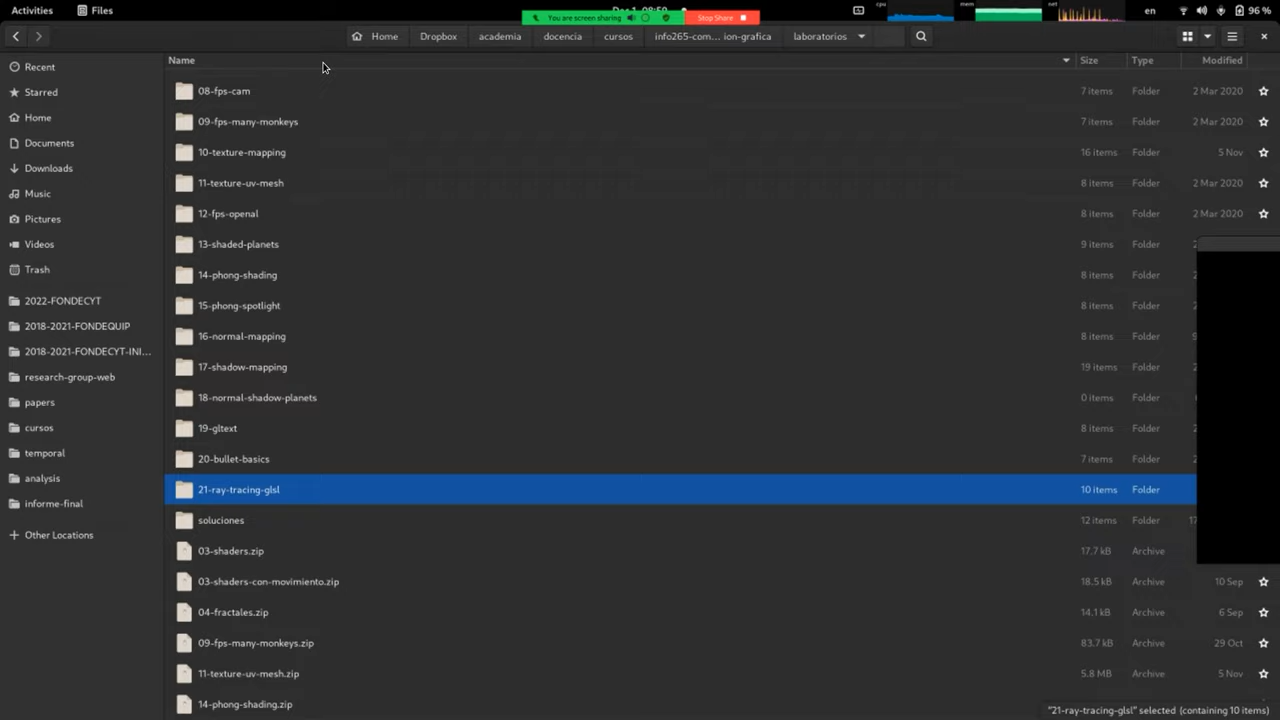 Activities Files Dec 1 08:59 cpu mem net en 96 %
You are screen sharing Stop Share
Home Dropbox academia docencia cursos info265-com... ion-grafica laboratorios
Name Size Type Modified
Recent
Starred
Home
Documents
Downloads
Music
Pictures
Videos
Trash
2022-FONDECYT
2018-2021-FONDEQUIP
2018-2021-FONDECYT-INI...
research-group-web
papers
cursos
temporal
analysis
informe-final
Other Locations
08-fps-cam 7 items Folder 2 Mar 2020
09-fps-many-monkeys 7 items Folder 2 Mar 2020
10-texture-mapping 16 items Folder 5 Nov
11-texture-uv-mesh 8 items Folder 2 Mar 2020
12-fps-openal 8 items Folder 2 Mar 2020
13-shaded-planets 9 items Folder
14-phong-shading 8 items Folder
15-phong-spotlight 8 items Folder
16-normal-mapping 8 items Folder
17-shadow-mapping 19 items Folder
18-normal-shadow-planets 0 items Folder
19-gltext 8 items Folder
20-bullet-basics 7 items Folder
21-ray-tracing-glsl 10 items Folder
soluciones 12 items Folder
03-shaders.zip 17.7 kB Archive
03-shaders-con-movimiento.zip 18.5 kB Archive 10 Sep
04-fractales.zip 14.1 kB Archive 6 Sep
09-fps-many-monkeys.zip 83.7 kB Archive 29 Oct
11-texture-uv-mesh.zip 5.8 MB Archive 5 Nov
14-phong-shading.zip
"21-ray-tracing-glsl" selected (containing 10 items)